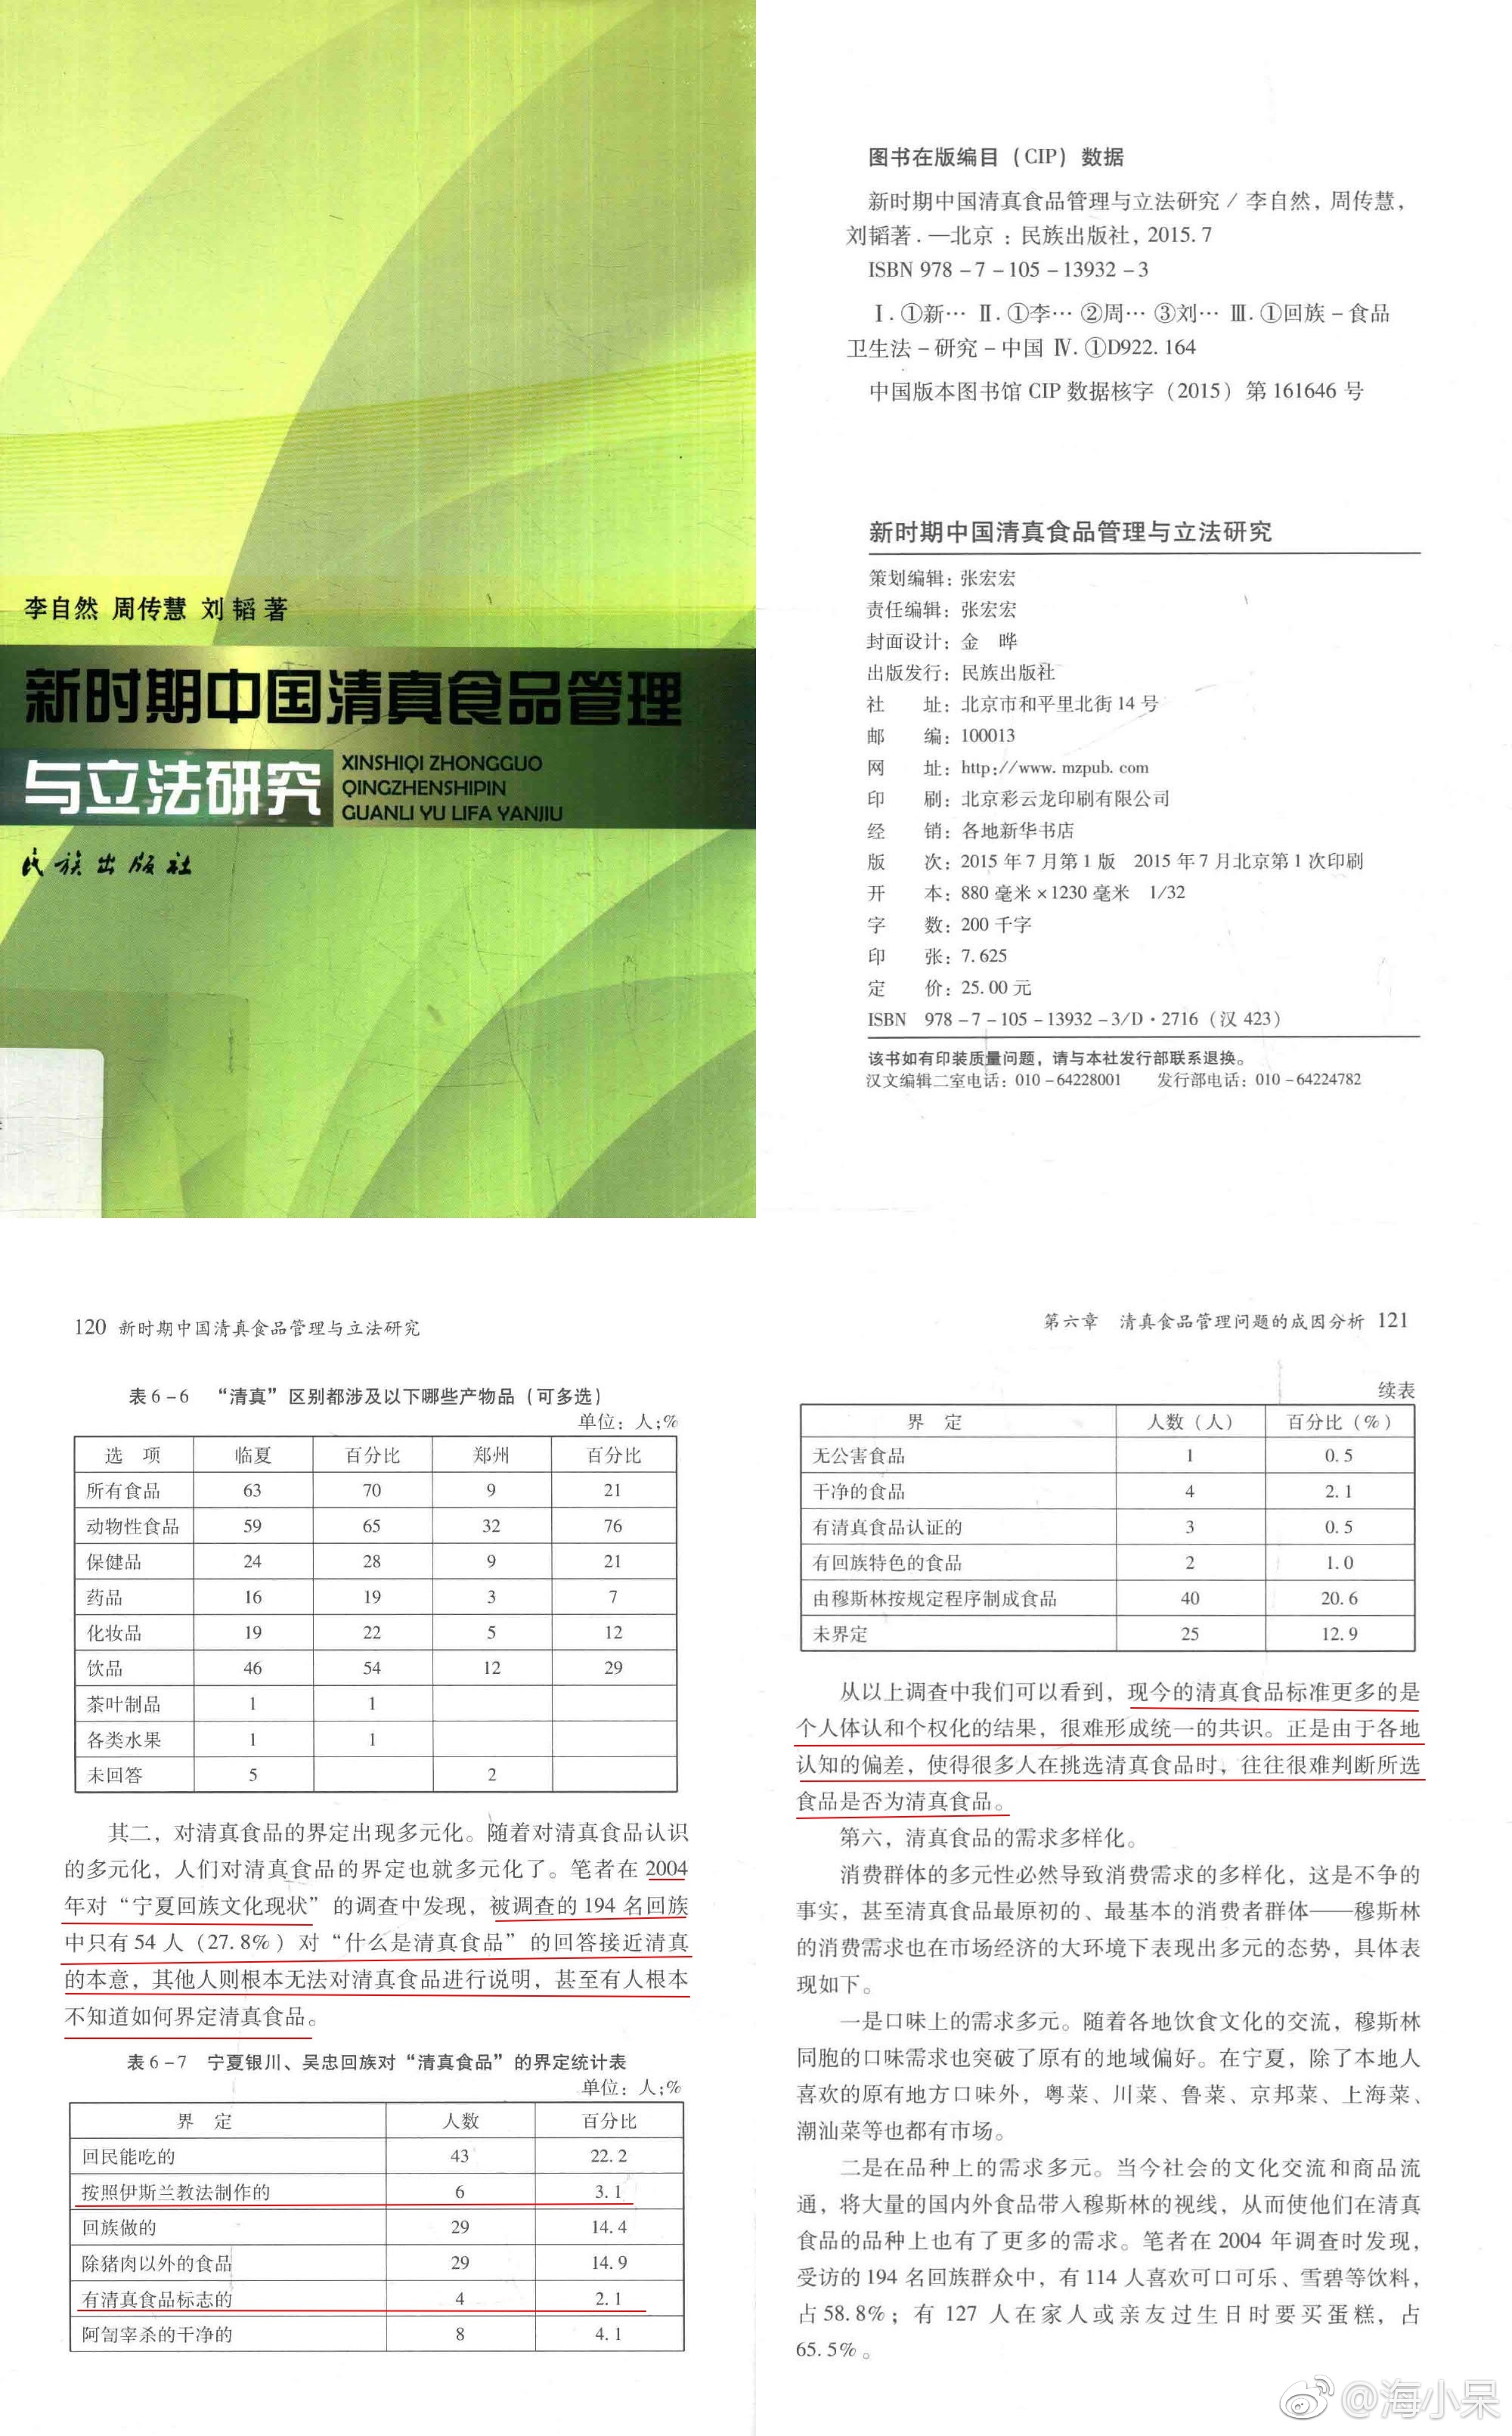 李自然 周传慧 刘韬著
新时期中国清真食品管理
与立法研究
XINSHIQI ZHONGGUO
QINGZHENSHIPIN
GUANLI YU LIFA YANJIU
民族出版社
图书在版编目(CIP)数据
新时期中国清真食品管理与立法研究/李自然,周传慧,
刘韬著.—北京:民族出版社,2015.7
ISBN 978-7-105-13932-3
Ⅰ.①新… Ⅱ.①李… ②周… ③刘… Ⅲ.①回族-食品
卫生法-研究-中国 Ⅳ.①D922.164
中国版本图书馆 CIP 数据核字(2015)第 161646 号
新时期中国清真食品管理与立法研究
策划编辑:张宏宏
责任编辑:张宏宏
封面设计:金 晔
出版发行:民族出版社
社 址:北京市和平里北街 14 号
邮 编:100013
网 址:http://www.mzpub.com
印 刷:北京彩云龙印刷有限公司
经 销:各地新华书店
版 次:2015 年 7 月第 1 版 2015 年 7 月北京第 1 次印刷
开 本:880 毫米×1230 毫米 1/32
字 数:200 千字
印 张:7.625
定 价:25.00 元
ISBN 978-7-105-13932-3/D·2716(汉 423)
该书如有印装质量问题,请与本社发行部联系退换。
汉文编辑二室电话:010-64228001 发行部电话:010-64224782
120 新时期中国清真食品管理与立法研究
表 6-6 “清真”区别都涉及以下哪些产物品(可多选)
单位:人;%
选 项 临夏 百分比 郑州 百分比
所有食品 63 70 9 21
动物性食品 59 65 32 76
保健品 24 28 9 21
药品 16 19 3 7
化妆品 19 22 5 12
饮品 46 54 12 29
茶叶制品 1 1
各类水果 1 1
未回答 5 2
其二,对清真食品的界定出现多元化。随着对清真食品认识
的多元化,人们对清真食品的界定也就多元化了。笔者在 2004
年对“宁夏回族文化现状”的调查中发现,被调查的 194 名回族
中只有 54 人(27.8%)对“什么是清真食品”的回答接近清真
的本意,其他人则根本无法对清真食品进行说明,甚至有人根本
不知道如何界定清真食品。
表 6-7 宁夏银川、吴忠回族对“清真食品”的界定统计表
单位:人;%
界 定 人数 百分比
回民能吃的 43 22.2
按照伊斯兰教法制作的 6 3.1
回族做的 29 14.4
除猪肉以外的食品 29 14.9
有清真食品标志的 4 2.1
阿訇宰杀的干净的 8 4.1
第六章 清真食品管理问题的成因分析 121
续表
界 定 人数(人) 百分比(%)
无公害食品 1 0.5
干净的食品 4 2.1
有清真食品认证的 3 0.5
有回族特色的食品 2 1.0
由穆斯林按规定程序制成食品 40 20.6
未界定 25 12.9
从以上调查中我们可以看到,现今的清真食品标准更多的是
个人体认和个权化的结果,很难形成统一的共识。正是由于各地
认知的偏差,使得很多人在挑选清真食品时,往往很难判断所选
食品是否为清真食品。
第六,清真食品的需求多样化。
消费群体的多元性必然导致消费需求的多样化,这是不争的
事实,甚至清真食品最原初的、最基本的消费者群体——穆斯林
的消费需求也在市场经济的大环境下表现出多元的态势,具体表
现如下。
一是口味上的需求多元。随着各地饮食文化的交流,穆斯林
同胞的口味需求也突破了原有的地域偏好。在宁夏,除了本地人
喜欢的原有地方口味外,粤菜、川菜、鲁菜、京邦菜、上海菜、
潮汕菜等也都有市场。
二是在品种上的需求多元。当今社会的文化交流和商品流
通,将大量的国内外食品带入穆斯林的视线,从而使他们在清真
食品的品种上也有了更多的需求。笔者在 2004 年调查时发现,
受访的 194 名回族群众中,有 114 人喜欢可口可乐、雪碧等饮料,
占 58.8%;有 127 人在家人或亲友过生日时要买蛋糕,占
65.5%。
@海小呆